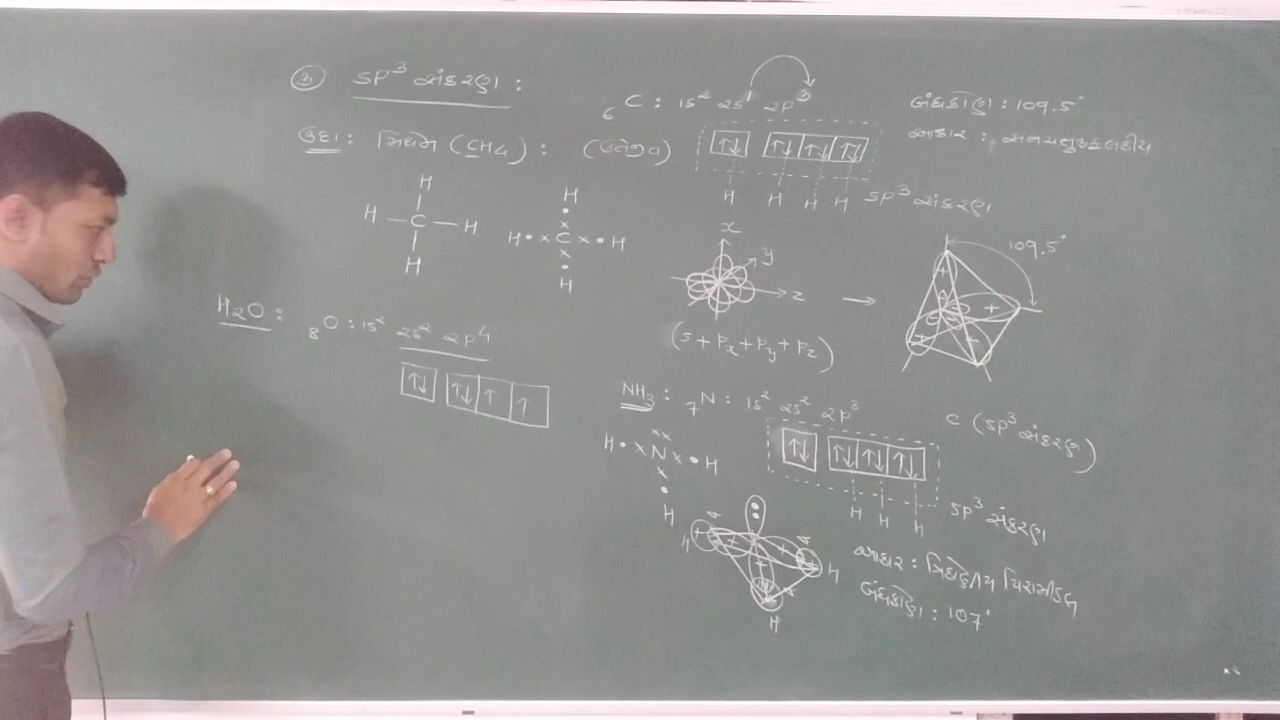 ③ SP³ સંકરણ :
ઉદા : મિથેન (CH4) : (ઉત્તેજીત)
₆C : 1s² 2s¹ 2p³
બંધકોણ : 109.5°
આકાર : સમચતુષ્ફલકીય
↑↓ ↑↓ ↑↓ ↑↓
H H H H SP³ સંકરણ
H
H – C – H
H
H
H • x C x • H
H
x
y
z
(s + Px + Py + Pz)
109.5°
C (SP³ સંકરણ)
H2O : ₈O : 1s² 2s² 2p⁴
↑↓ ↑↓ ↑ ↑
NH3 : ₇N : 1s² 2s² 2p³
↑↓ ↑↓ ↑↓ ↑↓
H H H
SP³ સંકરણ
H • x N x • H
H
H H
H
આકાર : ત્રિકોણીય પિરામીડલ
બંધકોણ : 107°